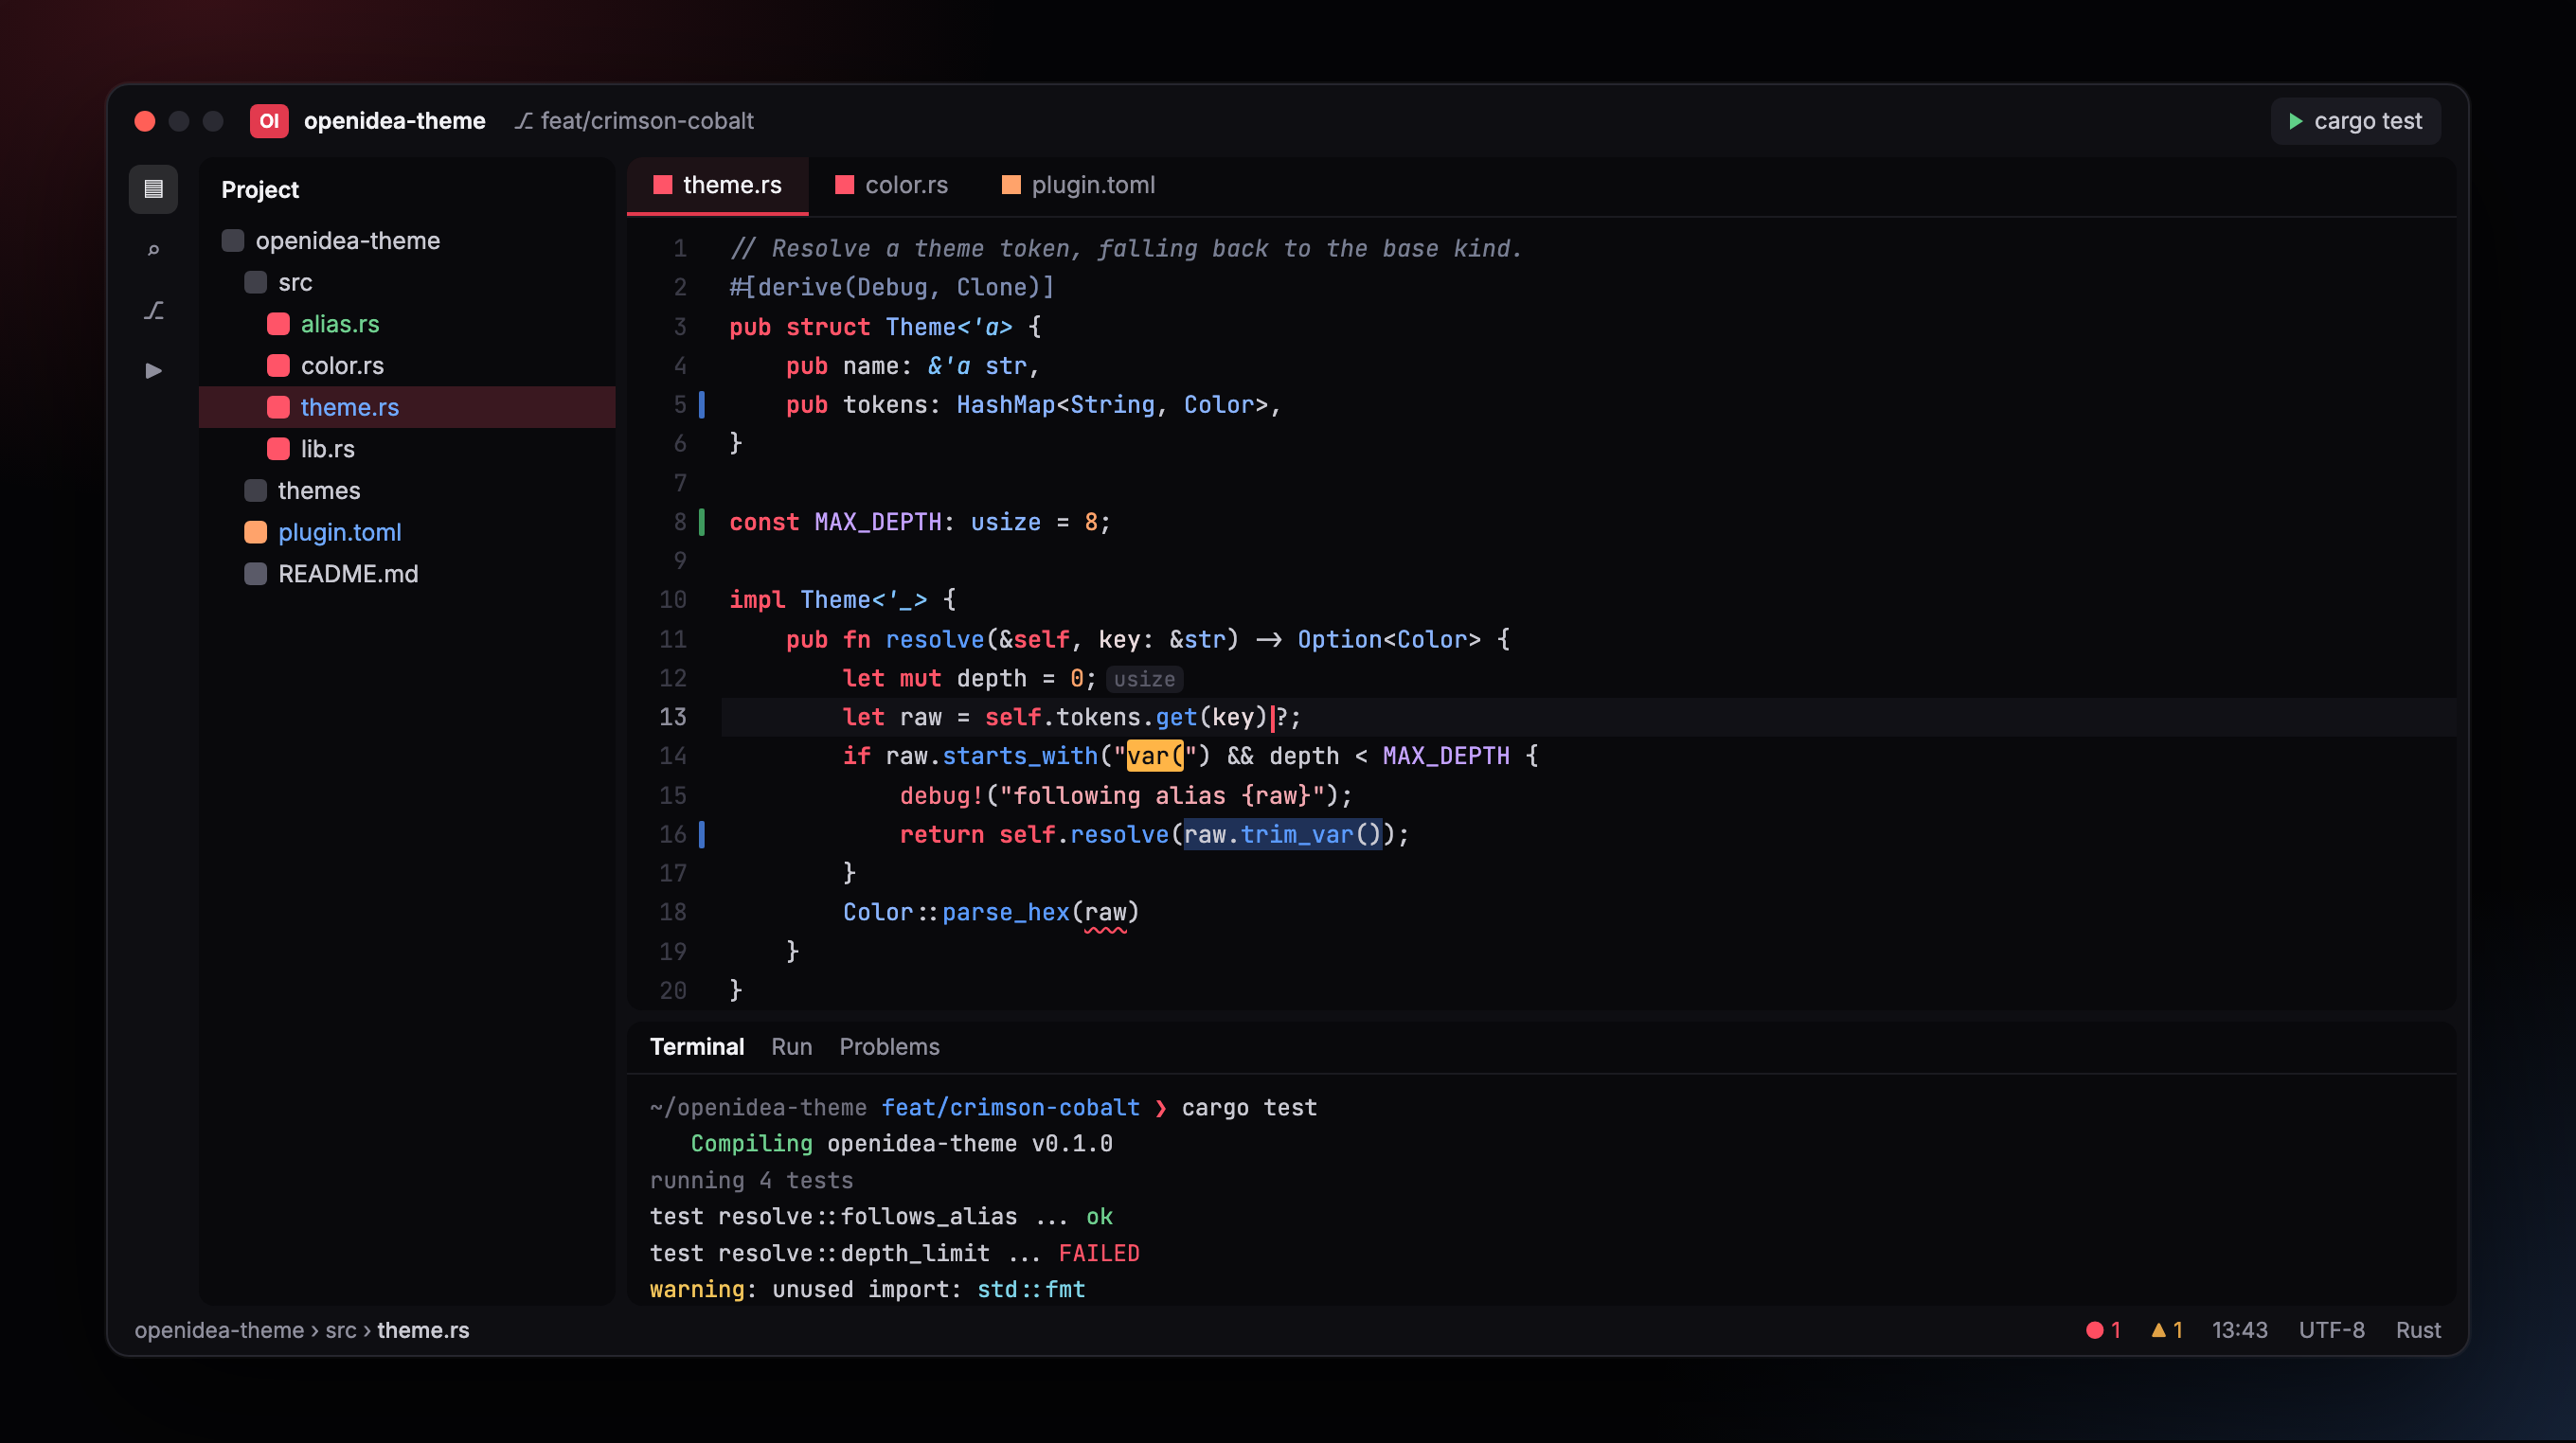 OI openidea-theme feat/crimson-cobalt
cargo test
Project
openidea-theme
src
alias.rs
color.rs
theme.rs
lib.rs
themes
plugin.toml
README.md
theme.rs color.rs plugin.toml
1 // Resolve a theme token, falling back to the base kind.
2 #[derive(Debug, Clone)]
3 pub struct Theme<'a> {
4     pub name: &'a str,
5     pub tokens: HashMap<String, Color>,
6 }
7
8 const MAX_DEPTH: usize = 8;
9
10 impl Theme<'_> {
11     pub fn resolve(&self, key: &str) -> Option<Color> {
12         let mut depth = 0; usize
13         let raw = self.tokens.get(key)?;
14         if raw.starts_with("var(") && depth < MAX_DEPTH {
15             debug!("following alias {raw}");
16             return self.resolve(raw.trim_var());
17         }
18         Color::parse_hex(raw)
19     }
20 }
Terminal Run Problems
~/openidea-theme feat/crimson-cobalt ❯ cargo test
   Compiling openidea-theme v0.1.0
running 4 tests
test resolve::follows_alias ... ok
test resolve::depth_limit ... FAILED
warning: unused import: std::fmt
openidea-theme › src › theme.rs
1 1 13:43 UTF-8 Rust